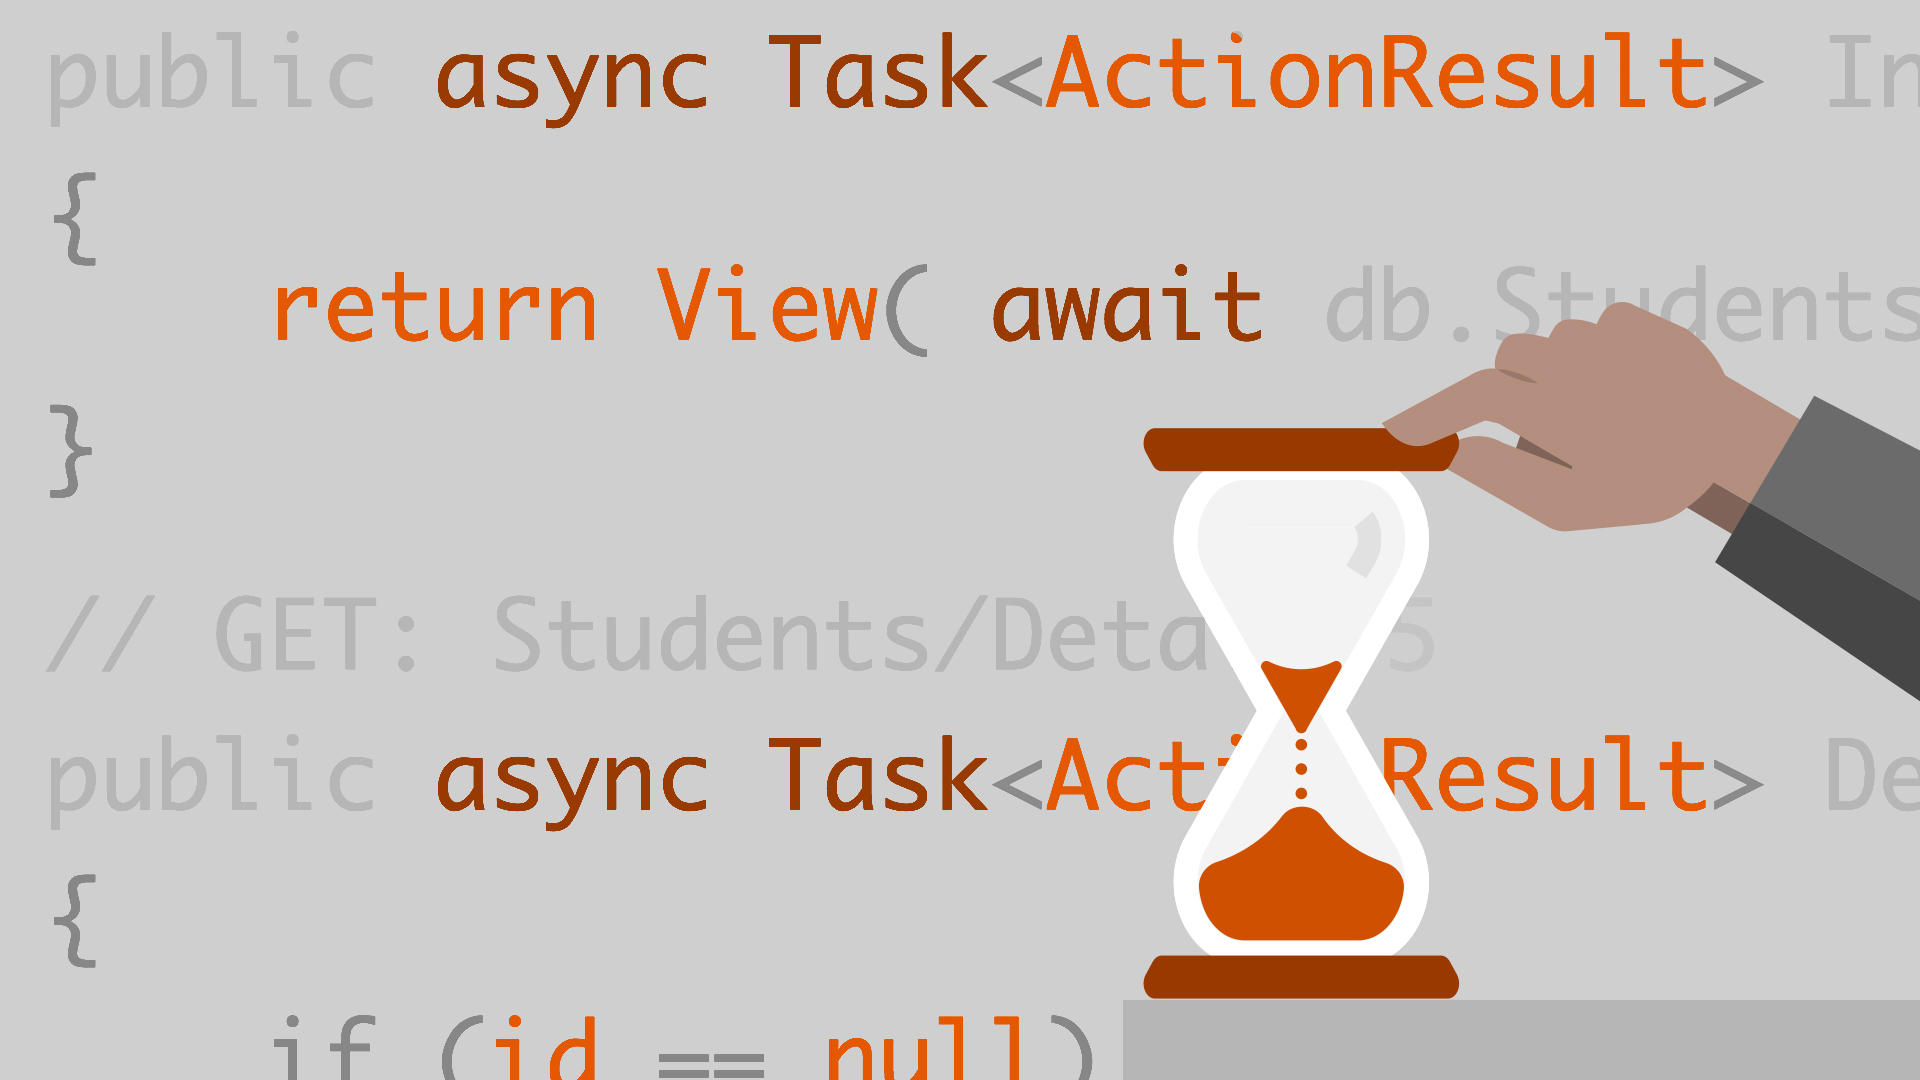 public async Task<ActionResult> In
{
return View( await db.Students
}
// GET: Students/Deta 5
public async Task<Acti Result> De
{
if (id == null)